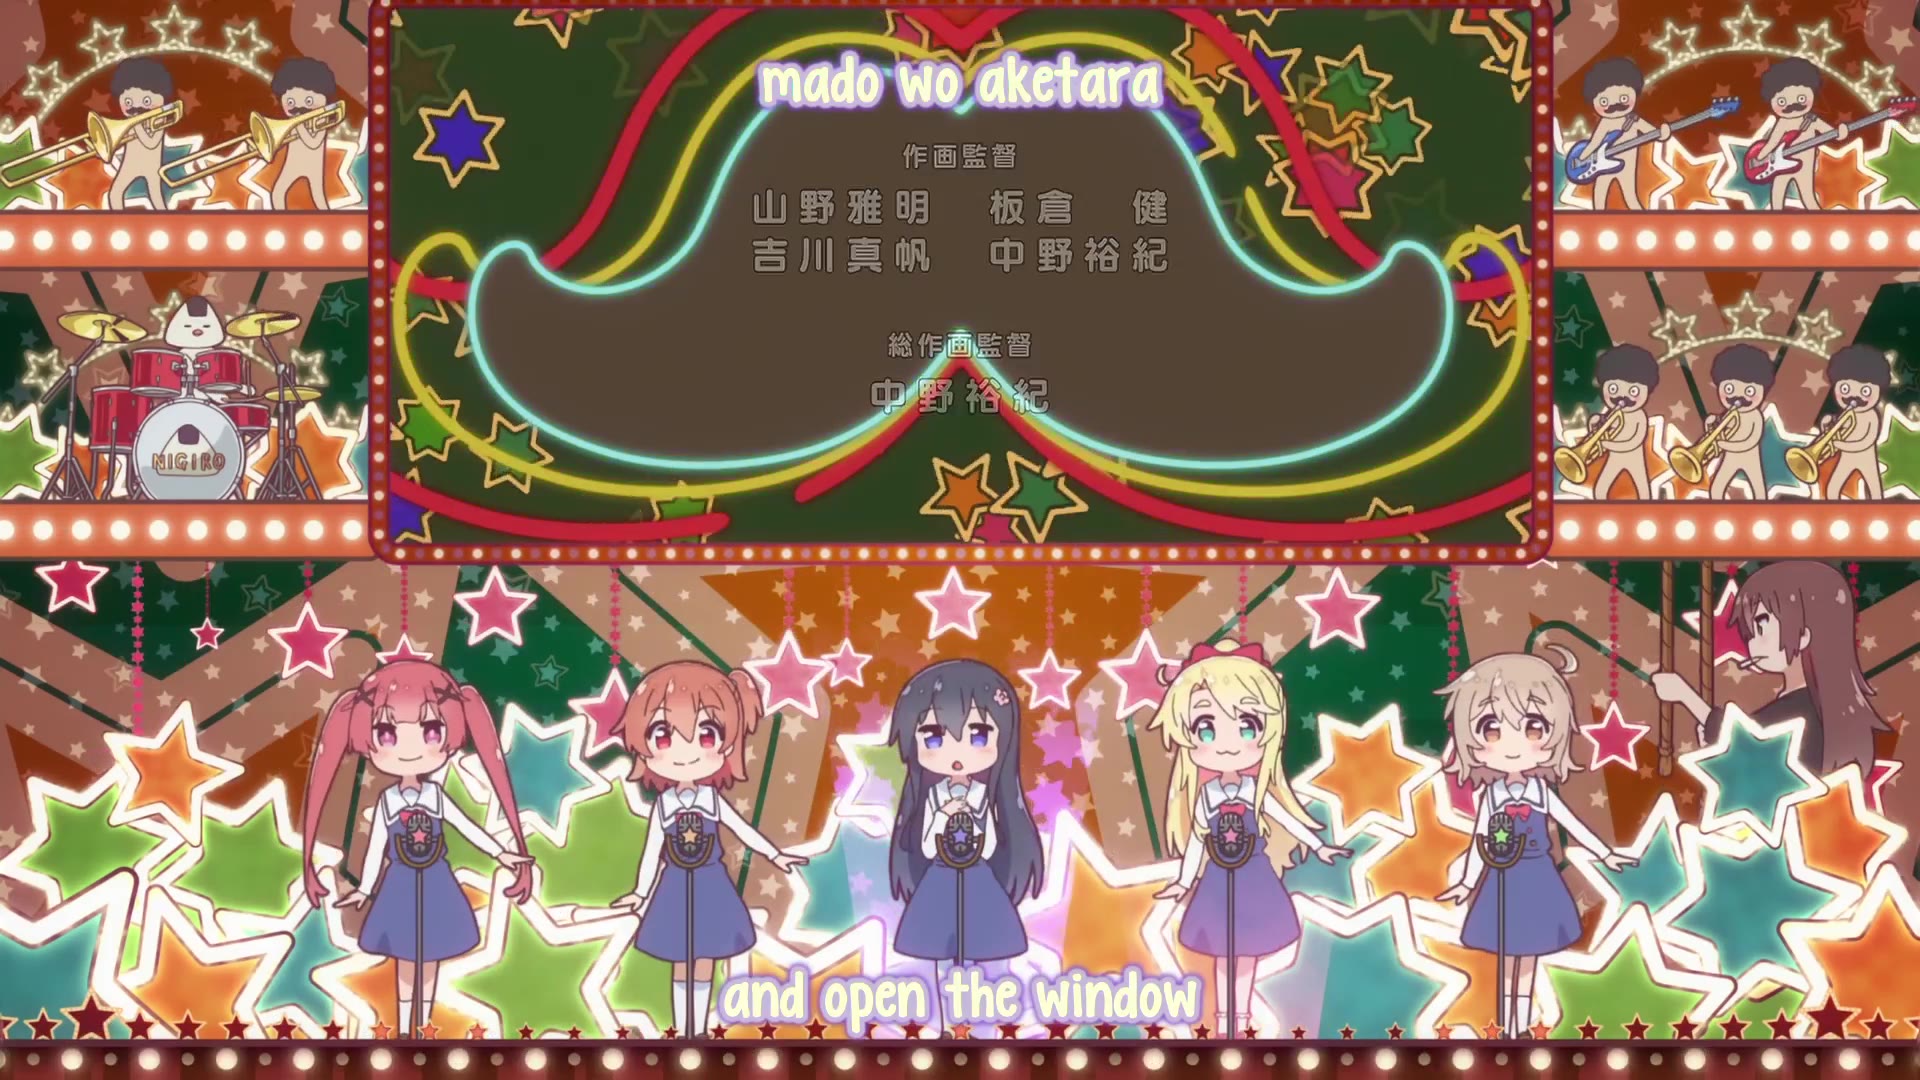 mado wo aketara
作画監督
山野雅明 板倉 健
吉川真帆 中野裕紀
総作画監督
中野裕紀
NIGIRO
and open the window